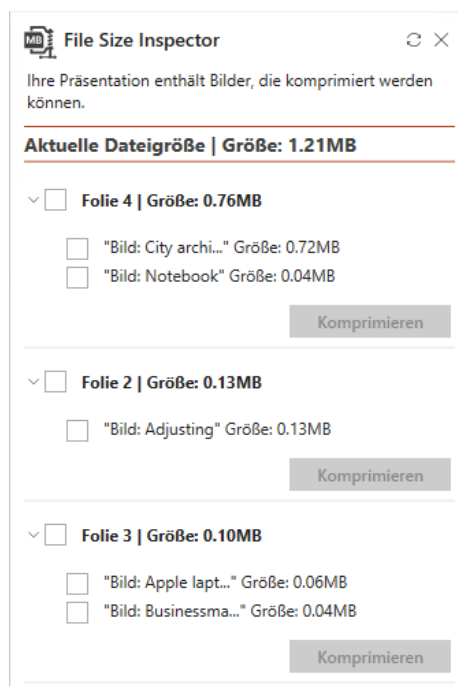 MB File Size Inspector
Ihre Präsentation enthält Bilder, die komprimiert werden
können.
Aktuelle Dateigröße | Größe: 1.21MB
Folie 4 | Größe: 0.76MB
"Bild: City archi..." Größe: 0.72MB
"Bild: Notebook" Größe: 0.04MB
Komprimieren
Folie 2 | Größe: 0.13MB
"Bild: Adjusting" Größe: 0.13MB
Komprimieren
Folie 3 | Größe: 0.10MB
"Bild: Apple lapt..." Größe: 0.06MB
"Bild: Businessma..." Größe: 0.04MB
Komprimieren